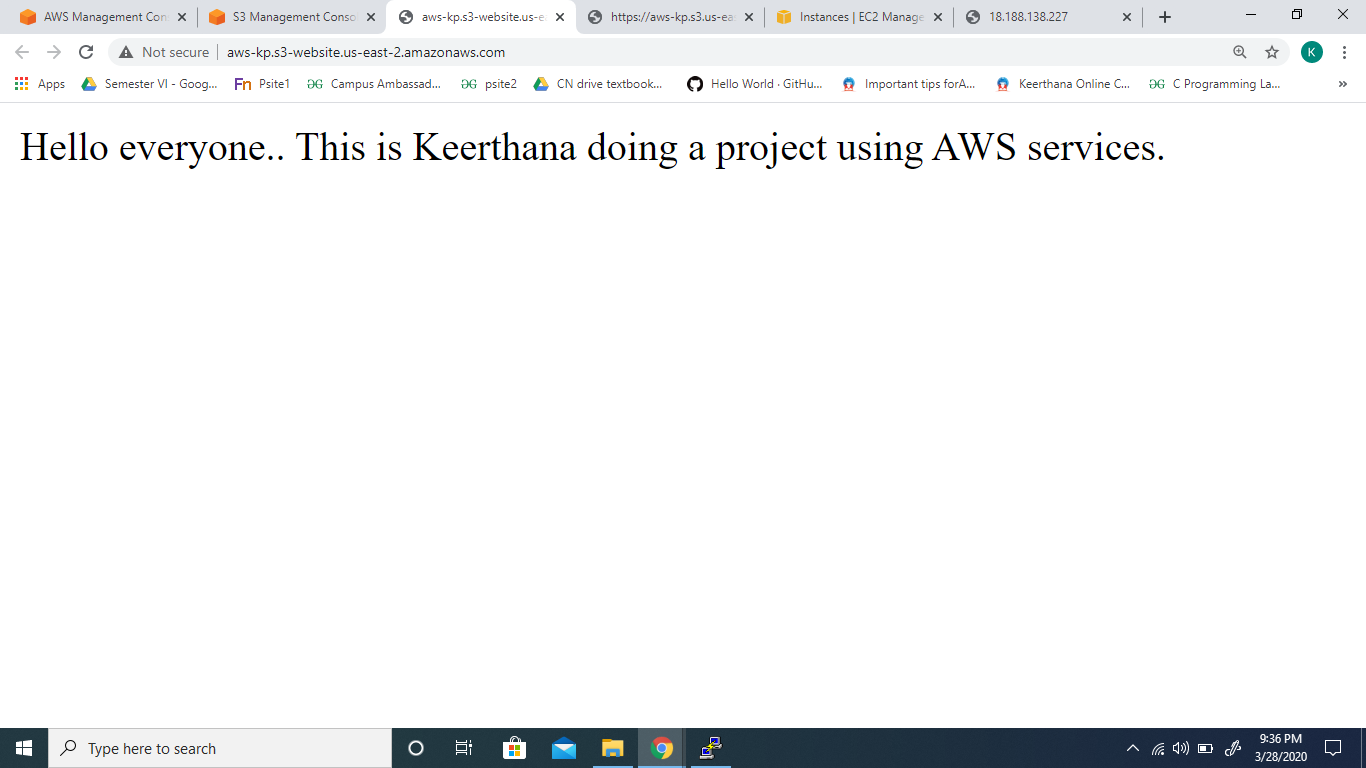 AWS Management Con
S3 Management Conso
aws-kp.s3-website.us-e
https://aws-kp.s3.us-eas
Instances | EC2 Manage
18.188.138.227
Not secure
aws-kp.s3-website.us-east-2.amazonaws.com
K
Apps
Semester VI - Goog...
Fn Psite1
Campus Ambassad...
psite2
CN drive textbook...
Hello World · GitHu...
Important tips forA...
Keerthana Online C...
C Programming La...
»
Hello everyone.. This is Keerthana doing a project using AWS services.
Type here to search
9:36 PM
3/28/2020